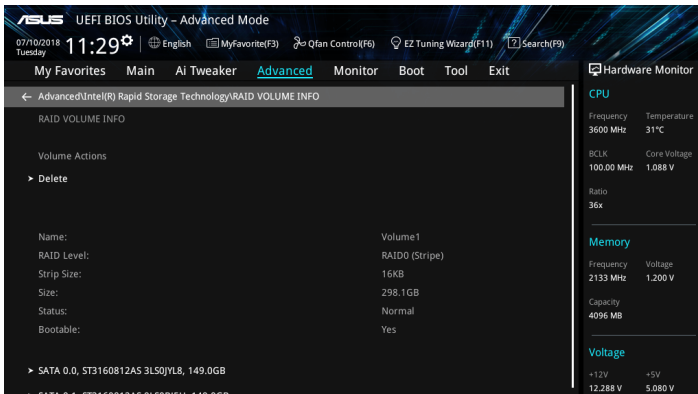 ASUS UEFI BIOS Utility – Advanced Mode
07/10/2018 Tuesday 11:29 English MyFavorite(F3) Qfan Control(F6) EZ Tuning Wizard(F11) ? Search(F9)
My Favorites Main Ai Tweaker Advanced Monitor Boot Tool Exit
Hardware Monitor
← Advanced\Intel(R) Rapid Storage Technology\RAID VOLUME INFO
RAID VOLUME INFO
Volume Actions
➤ Delete
Name: Volume1
RAID Level: RAID0 (Stripe)
Strip Size: 16KB
Size: 298.1GB
Status: Normal
Bootable: Yes
➤ SATA 0.0, ST3160812AS 3LS0JYL8, 149.0GB
CPU
Frequency Temperature
3600 MHz 31°C
BCLK Core Voltage
100.00 MHz 1.088 V
Ratio
36x
Memory
Frequency Voltage
2133 MHz 1.200 V
Capacity
4096 MB
Voltage
+12V +5V
12.288 V 5.080 V